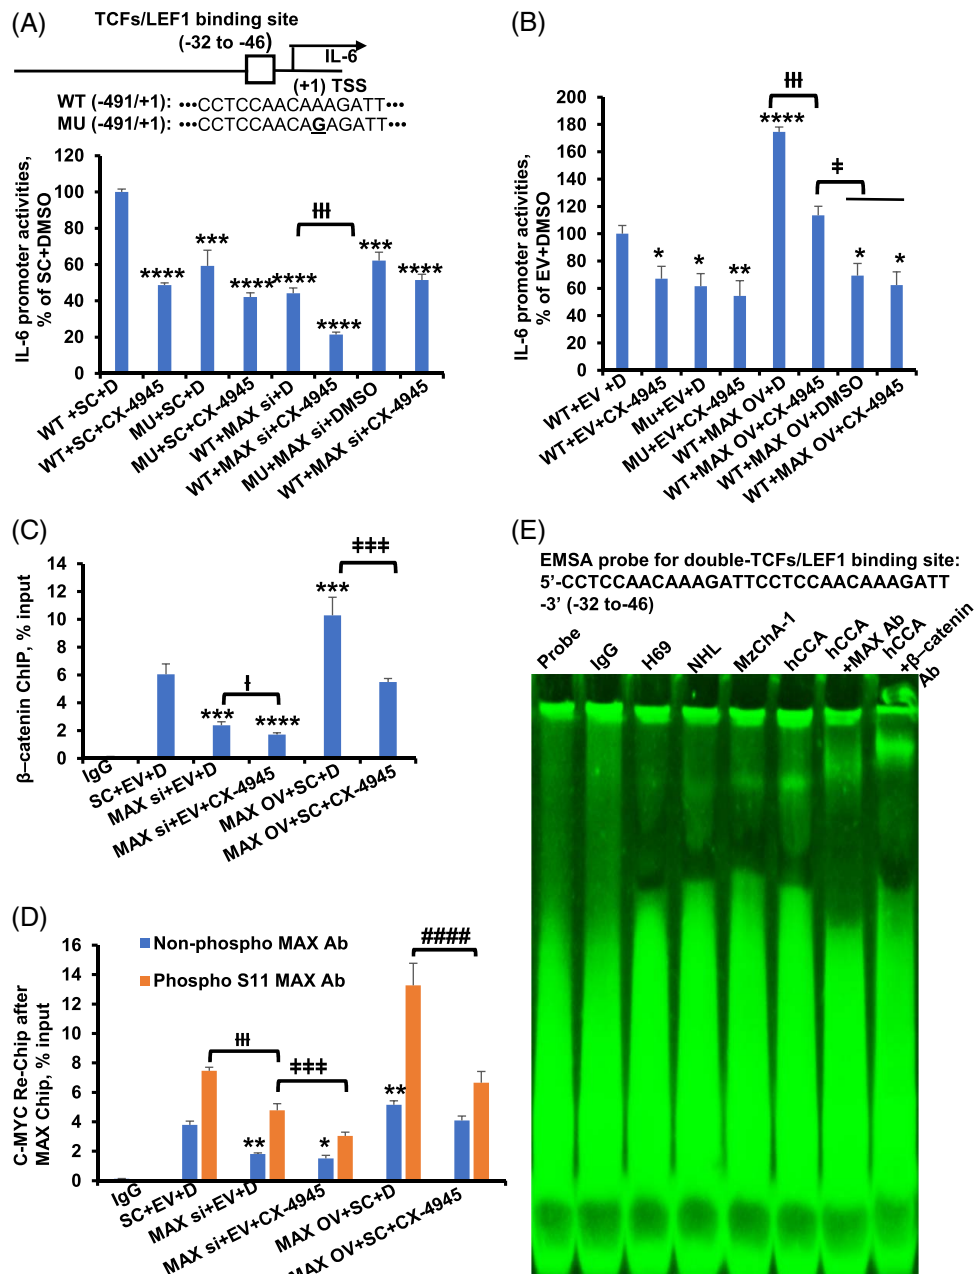 (A)
TCFs/LEF1 binding site
(-32 to -46)
IL-6
(+1) TSS
WT (-491/+1): •••CCTCCAACAAAGATT•••
MU (-491/+1): •••CCTCCAACAGAGATT•••
IL-6 promoter activities,
% of SC+DMSO
120
100
80
60
40
20
0
****
***
****
****
ƚƚƚ
****
***
****
WT +SC+D
WT+SC+CX-4945
MU+SC+D
MU+SC+CX-4945
WT+MAX si+D
WT+MAX si+CX-4945
MU+MAX si+DMSO
WT+MAX si+CX-4945
(B)
IL-6 promoter activities,
% of EV+DMSO
200
180
160
140
120
100
80
60
40
20
0
*
*
**
****
ƚƚƚ
ǂ
*
*
WT+EV +D
WT+EV+CX-4945
Mu+EV+D
MU+EV+CX-4945
WT+MAX OV+D
WT+MAX OV+CX-4945
WT+MAX OV+DMSO
WT+MAX OV+CX-4945
(C)
β–catenin ChIP, % input
14
12
10
8
6
4
2
0
***
ƚ
****
***
ǂǂǂ
IgG
SC+EV+D
MAX si+EV+D
MAX si+EV+CX-4945
MAX OV+SC+D
MAX OV+SC+CX-4945
(D)
C-MYC Re-Chip after
MAX Chip, % input
16
14
12
10
8
6
4
2
0
Non-phospho MAX Ab
Phospho S11 MAX Ab
ƚƚƚ
ǂǂǂ
####
**
*
**
IgG
SC+EV+D
MAX si+EV+D
MAX si+EV+CX-4945
MAX OV+SC+D
MAX OV+SC+CX-4945
(E)
EMSA probe for double-TCFs/LEF1 binding site:
5'-CCTCCAACAAAGATTCCTCCAACAAAGATT
-3' (-32 to-46)
Probe
IgG
H69
NHL
MzChA-1
hCCA
hCCA
+MAX Ab
hCCA
+β–catenin
Ab